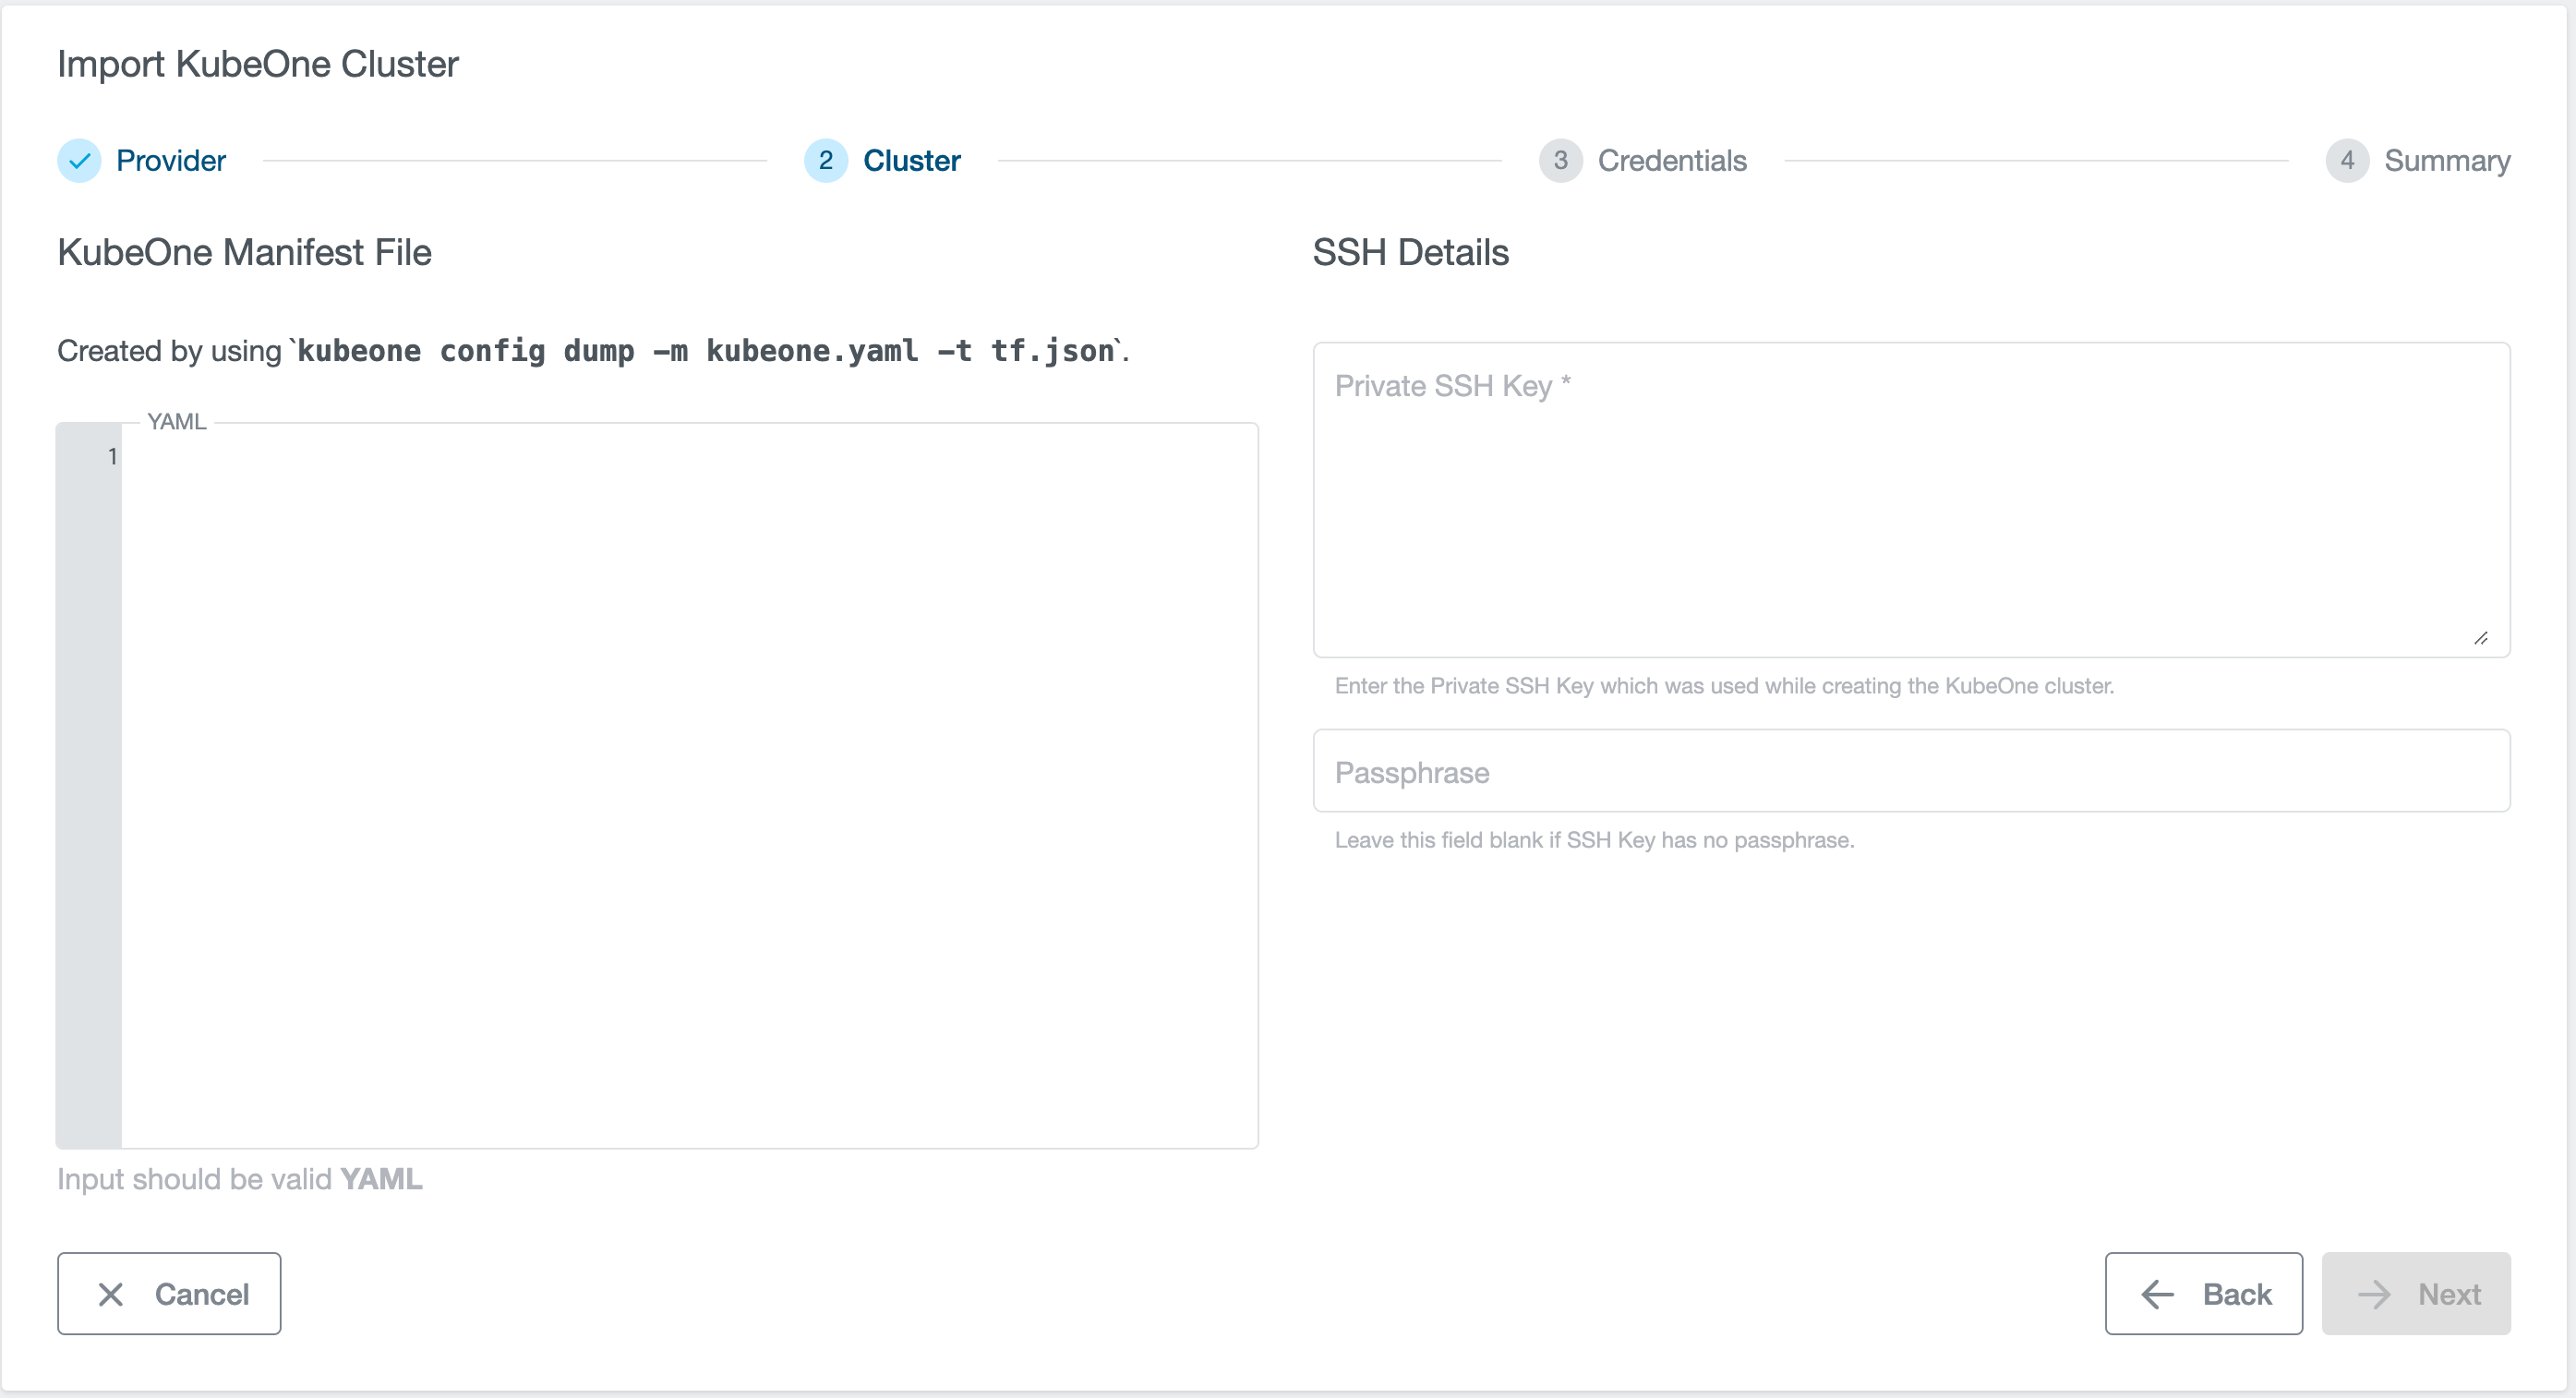 Import KubeOne Cluster
Provider
2 Cluster
3 Credentials
4 Summary
KubeOne Manifest File
Created by using `kubeone config dump -m kubeone.yaml -t tf.json`.
YAML
1
Input should be valid YAML
SSH Details
Private SSH Key *
Enter the Private SSH Key which was used while creating the KubeOne cluster.
Passphrase
Leave this field blank if SSH Key has no passphrase.
Cancel
Back
Next